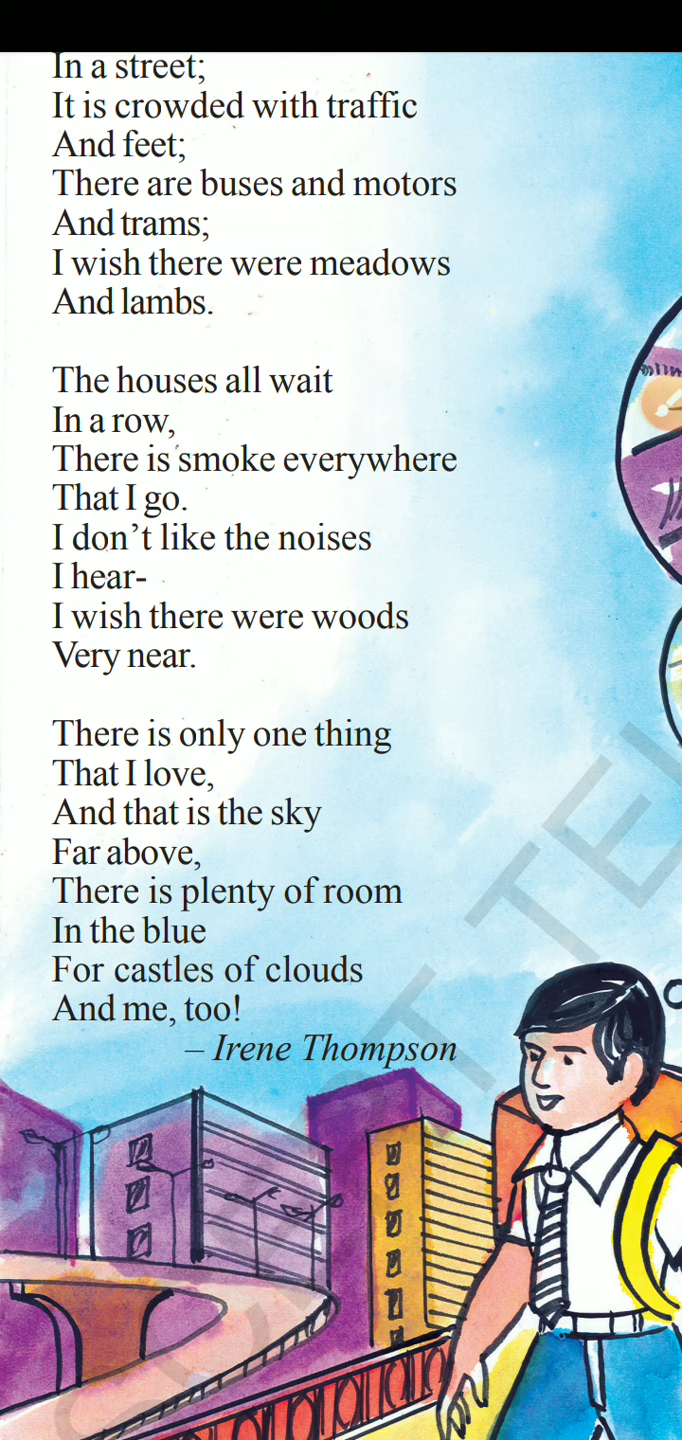 In a street;
It is crowded with traffic
And feet;
There are buses and motors
And trams;
I wish there were meadows
And lambs.
The houses all wait
In a row,
There is smoke everywhere
That I go.
I don't like the noises
I hear-
I wish there were woods
Very near.
There is only one thing
That I love,
And that is the sky
Far above,
There is plenty of room
In the blue
For castles of clouds
And me, too!
– Irene Thompson